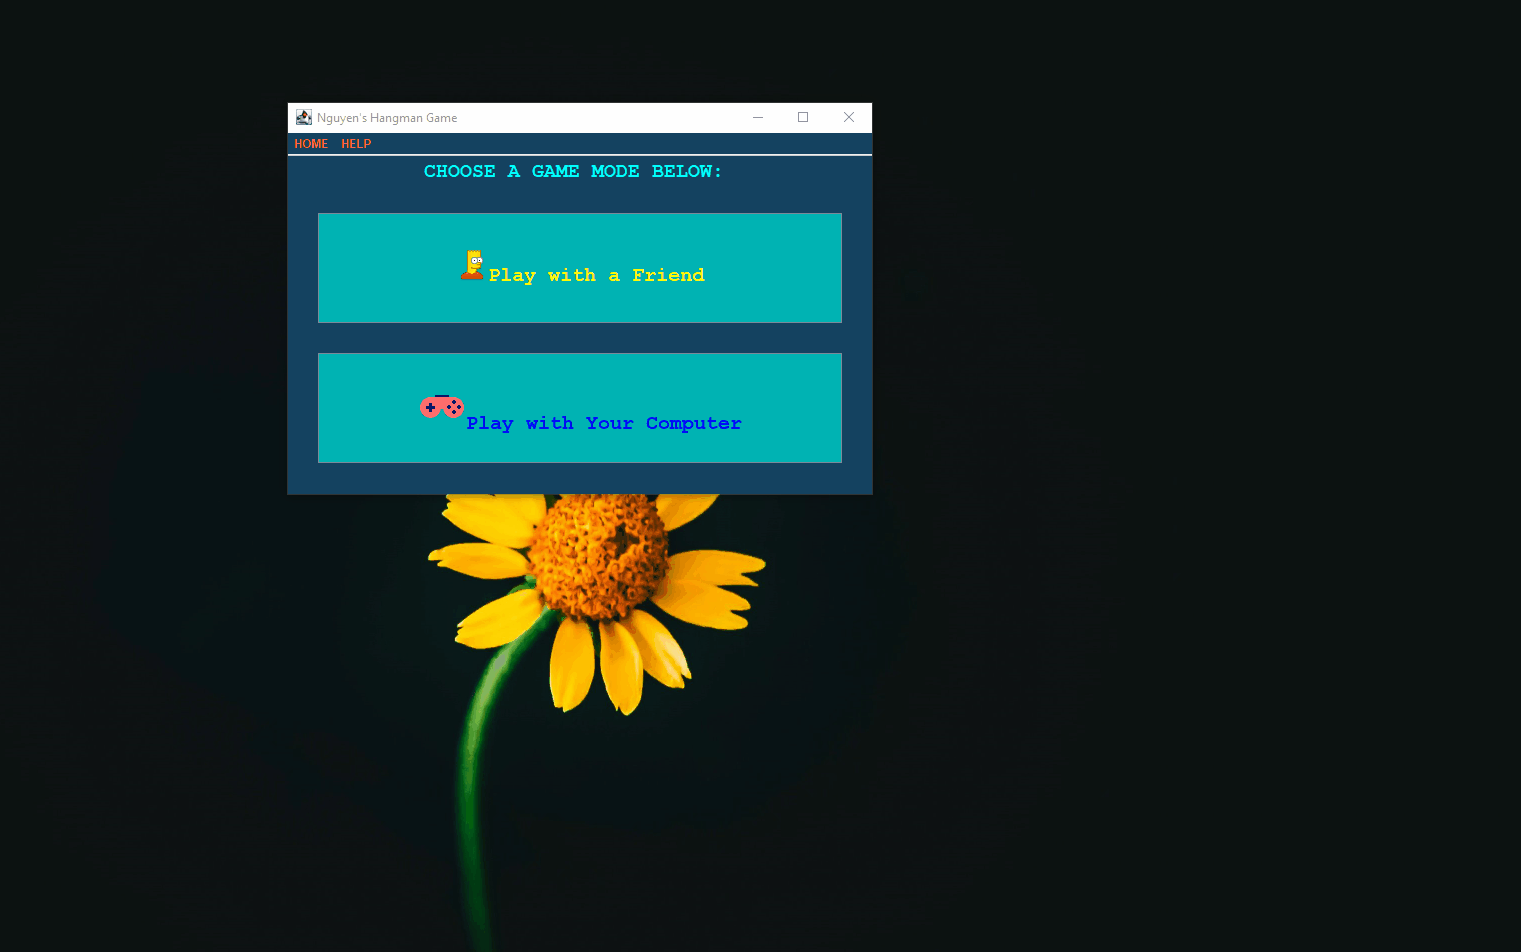 Nguyen's Hangman Game
HOME HELP
CHOOSE A GAME MODE BELOW:
Play with a Friend
Play with Your Computer